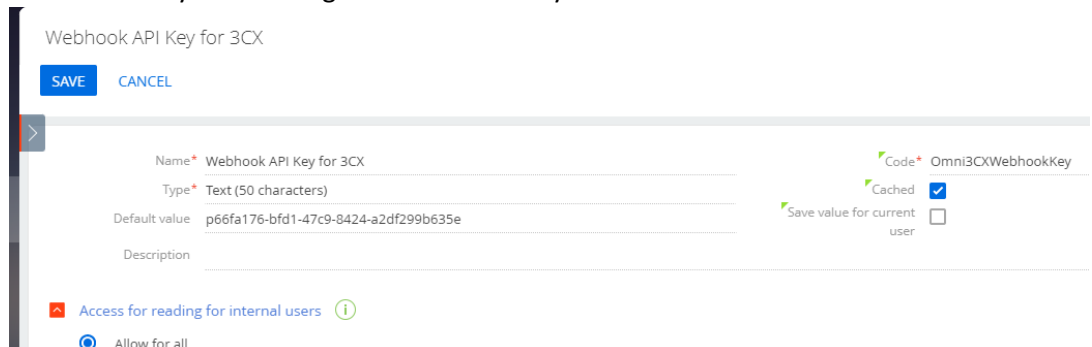 Webhook API Key for 3CX
SAVE CANCEL
Name* Webhook API Key for 3CX
Code* Omni3CXWebhookKey
Type* Text (50 characters)
Cached
Default value p66fa176-bfd1-47c9-8424-a2df299b635e
Save value for current
user
Description
Access for reading for internal users i
Allow for all